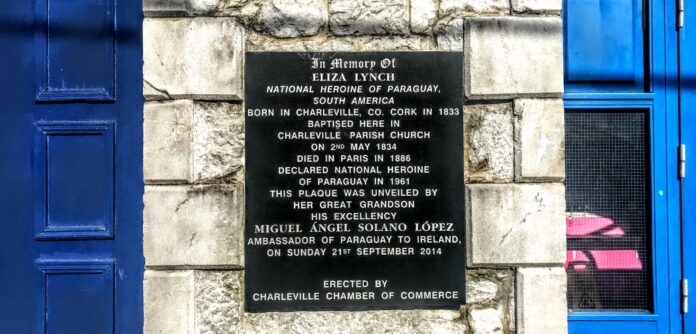 In Memory Of
ELIZA LYNCH
NATIONAL HEROINE OF PARAGUAY,
SOUTH AMERICA
BORN IN CHARLEVILLE, CO. CORK IN 1833
BAPTISED HERE IN
CHARLEVILLE PARISH CHURCH
ON 2ND MAY 1834
DIED IN PARIS IN 1886
DECLARED NATIONAL HEROINE
OF PARAGUAY IN 1961
THIS PLAQUE WAS UNVEILED BY
HER GREAT GRANDSON
HIS EXCELLENCY
MIGUEL ÁNGEL SOLANO LÓPEZ
AMBASSADOR OF PARAGUAY TO IRELAND,
ON SUNDAY 21ST SEPTEMBER 2014
ERECTED BY
CHARLEVILLE CHAMBER OF COMMERCE